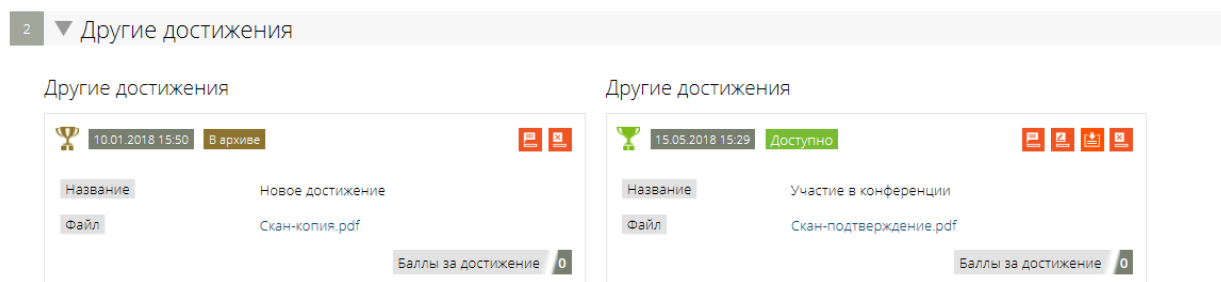 2 Другие достижения
Другие достижения
10.01.2018 15:50 В архиве
Название Новое достижение
Файл Скан-копия.pdf
Баллы за достижение 0
Другие достижения
15.05.2018 15:29 Доступно
Название Участие в конференции
Файл Скан-подтверждение.pdf
Баллы за достижение 0